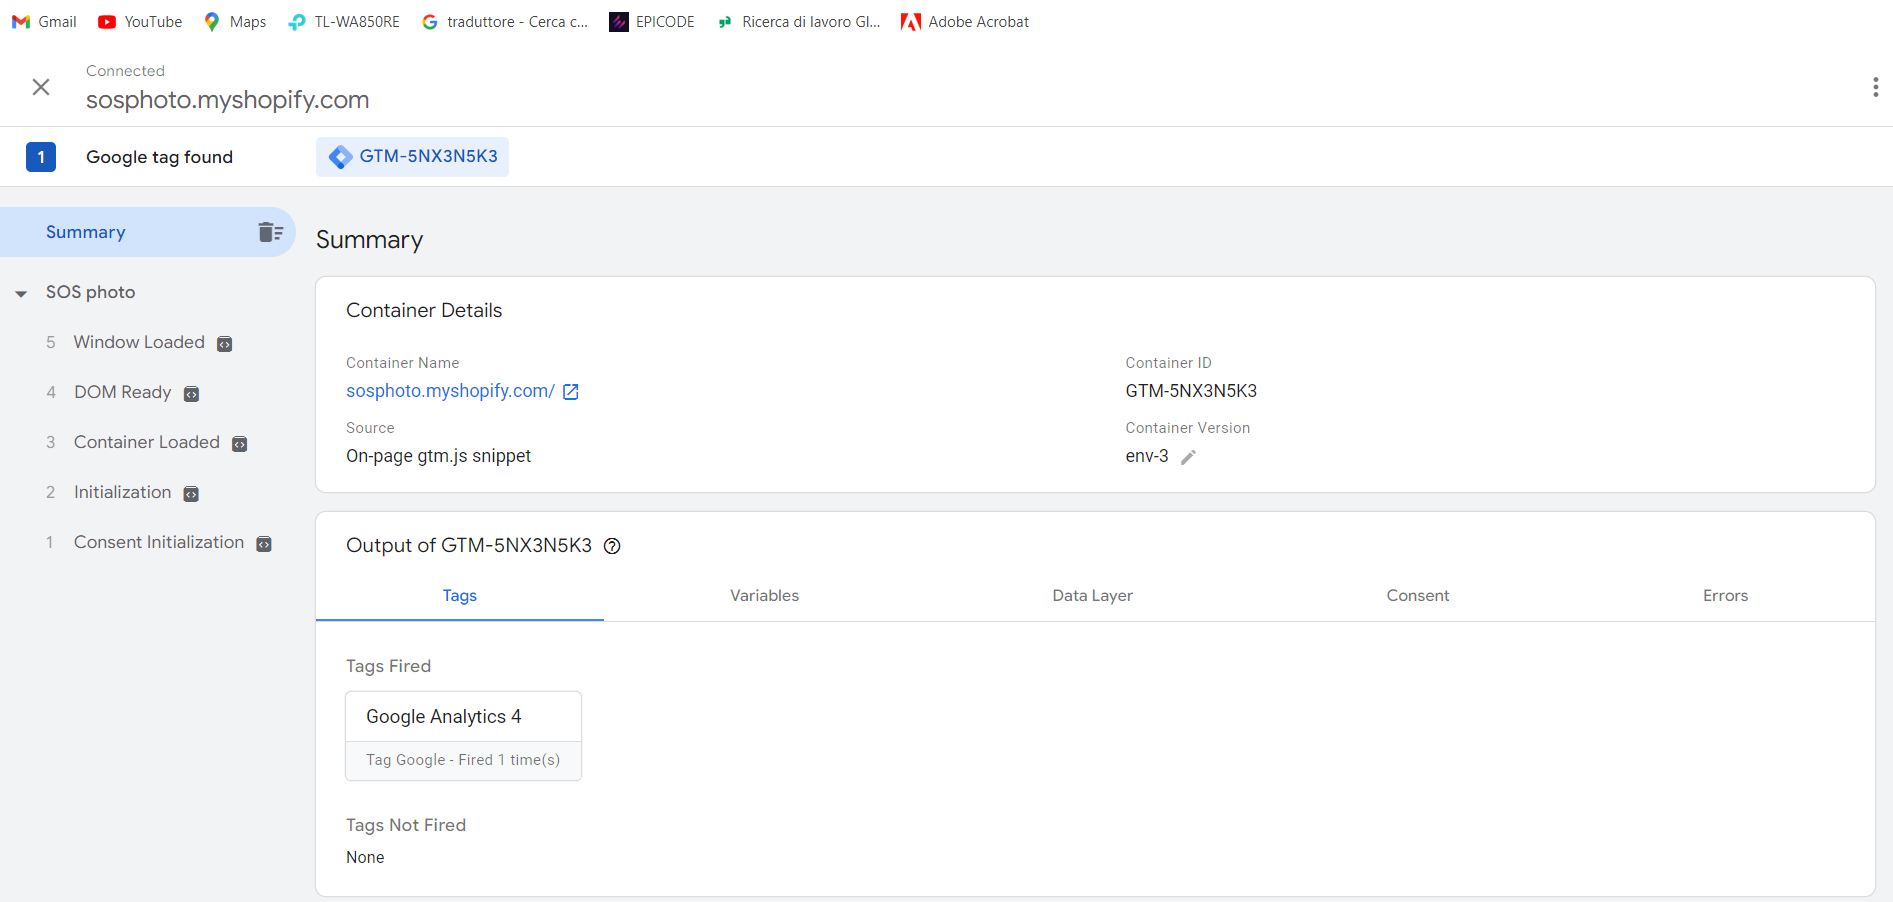 Gmail YouTube Maps TL-WA850RE traduttore - Cerca c... EPICODE Ricerca di lavoro Gl... Adobe Acrobat
Connected
sosphoto.myshopify.com
1 Google tag found GTM-5NX3N5K3
Summary
SOS photo
5 Window Loaded
4 DOM Ready
3 Container Loaded
2 Initialization
1 Consent Initialization
Summary
Container Details
Container Name
sosphoto.myshopify.com/
Container ID
GTM-5NX3N5K3
Source
On-page gtm.js snippet
Container Version
env-3
Output of GTM-5NX3N5K3
Tags Variables Data Layer Consent Errors
Tags Fired
Google Analytics 4
Tag Google - Fired 1 time(s)
Tags Not Fired
None